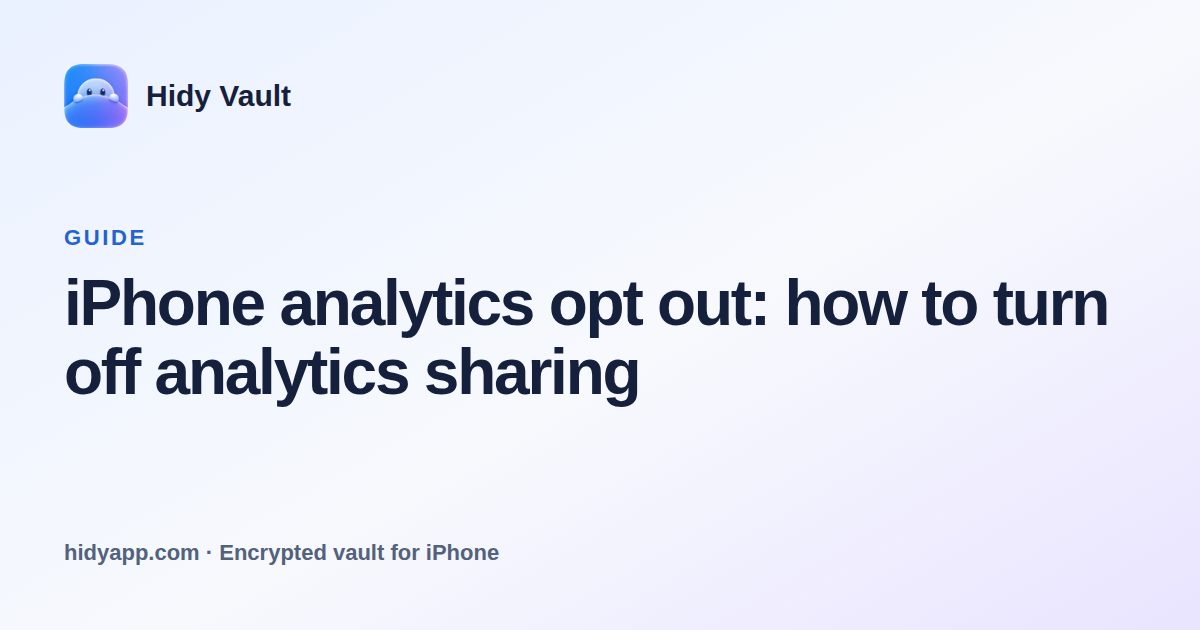 Hidy Vault
GUIDE
iPhone analytics opt out: how to turn
off analytics sharing
hidyapp.com · Encrypted vault for iPhone